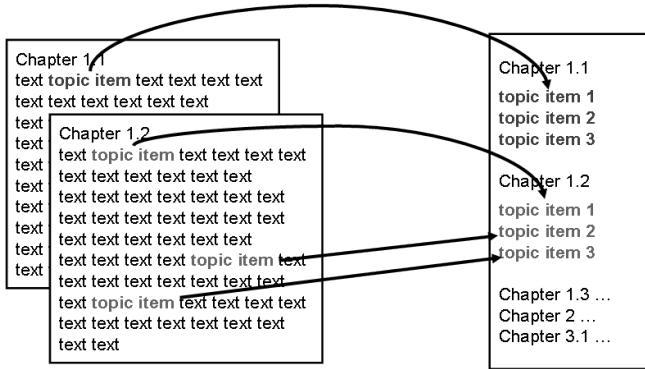 Chapter 1.1
text topic item text text text text
text text text text text text
text
text
text
text
text
text
text
text
Chapter 1.2
text topic item text text text text
text text text text text text
text text text text text text text
text text text text text text text
text text text text text text
text text text text topic item text
text text text text text text text
text topic item text text text text
text text text text text text text
text text
Chapter 1.1
topic item 1
topic item 2
topic item 3
Chapter 1.2
topic item 1
topic item 2
topic item 3
Chapter 1.3 ...
Chapter 2 ...
Chapter 3.1 ...